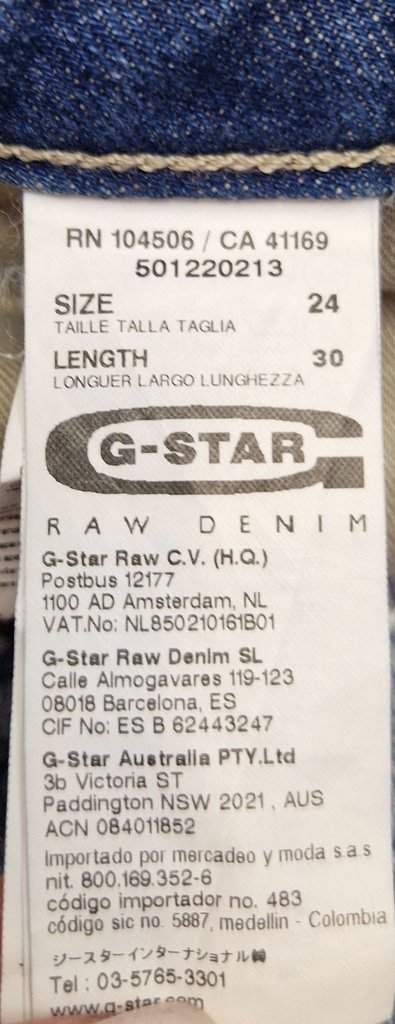 RN 104506 / CA 41169
501220213
SIZE 24
TAILLE TALLA TAGLIA
LENGTH 30
LONGUER LARGO LUNGHEZZA
G-STAR
RAW DENIM
G-Star Raw C.V. (H.Q.)
Postbus 12177
1100 AD Amsterdam, NL
VAT.No: NL850210161B01
G-Star Raw Denim SL
Calle Almogavares 119-123
08018 Barcelona, ES
CIF No: ES B 62443247
G-Star Australia PTY.Ltd
3b Victoria ST
Paddington NSW 2021 , AUS
ACN 084011852
Importado por mercadeo y moda s.a.s
nit. 800.169.352-6
código importador no. 483
código sic no. 5887, medellin - Colombia
ジースターインターナショナル㈱
Tel : 03-5765-3301
www.g-star.com